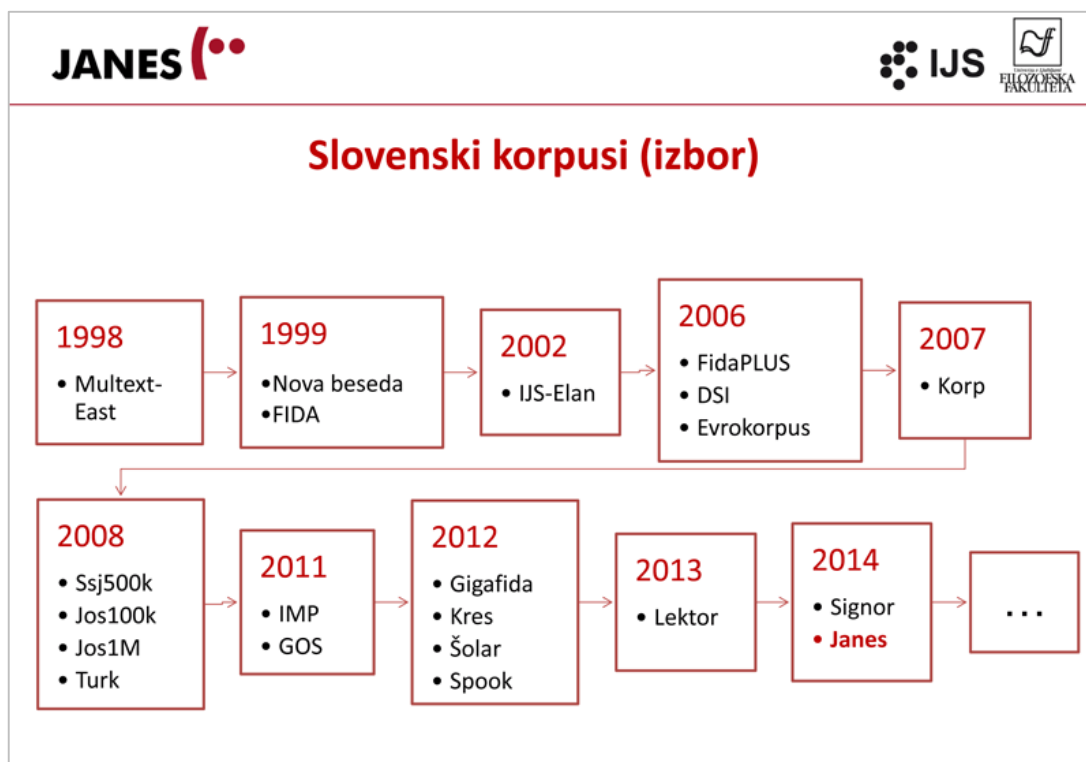 JANES
IJS
Univerza v Ljubljani
FILOZOFSKA
FAKULTETA
Slovenski korpusi (izbor)
1998
• Multext-
East
1999
•Nova beseda
•FIDA
2002
• IJS-Elan
2006
• FidaPLUS
• DSI
• Evrokorpus
2007
• Korp
2008
• Ssj500k
• Jos100k
• Jos1M
• Turk
2011
• IMP
• GOS
2012
• Gigafida
• Kres
• Šolar
• Spook
2013
• Lektor
2014
• Signor
• Janes
...